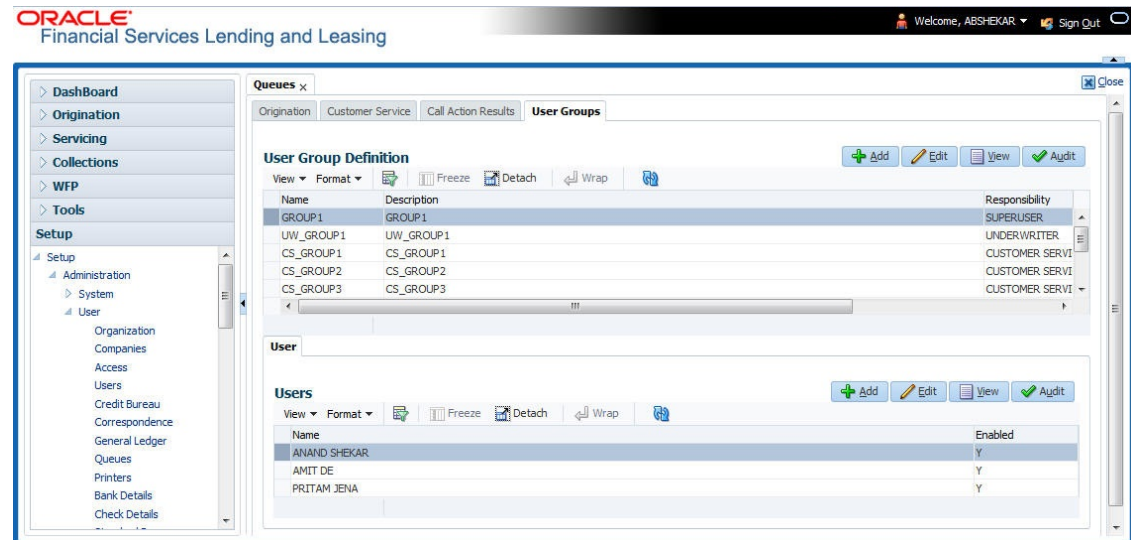 ORACLE'
Financial Services Lending and Leasing
Welcome, ABSHEKAR
Sign Out
DashBoard
Origination
Servicing
Collections
WFP
Tools
Setup
Setup
Administration
System
User
Organization
Companies
Access
Users
Credit Bureau
Correspondence
General Ledger
Queues
Printers
Bank Details
Check Details
Queues x
Close
Origination Customer Service Call Action Results User Groups
User Group Definition
Add Edit View Audit
View Format Freeze Detach Wrap
Name Description Responsibility
GROUP1 GROUP1 SUPERUSER
UW_GROUP1 UW_GROUP1 UNDERWRITER
CS_GROUP1 CS_GROUP1 CUSTOMER SERVI
CS_GROUP2 CS_GROUP2 CUSTOMER SERVI
CS_GROUP3 CS_GROUP3 CUSTOMER SERVI
User
Users
Add Edit View Audit
View Format Freeze Detach Wrap
Name Enabled
ANAND SHEKAR Y
AMIT DE Y
PRITAM JENA Y